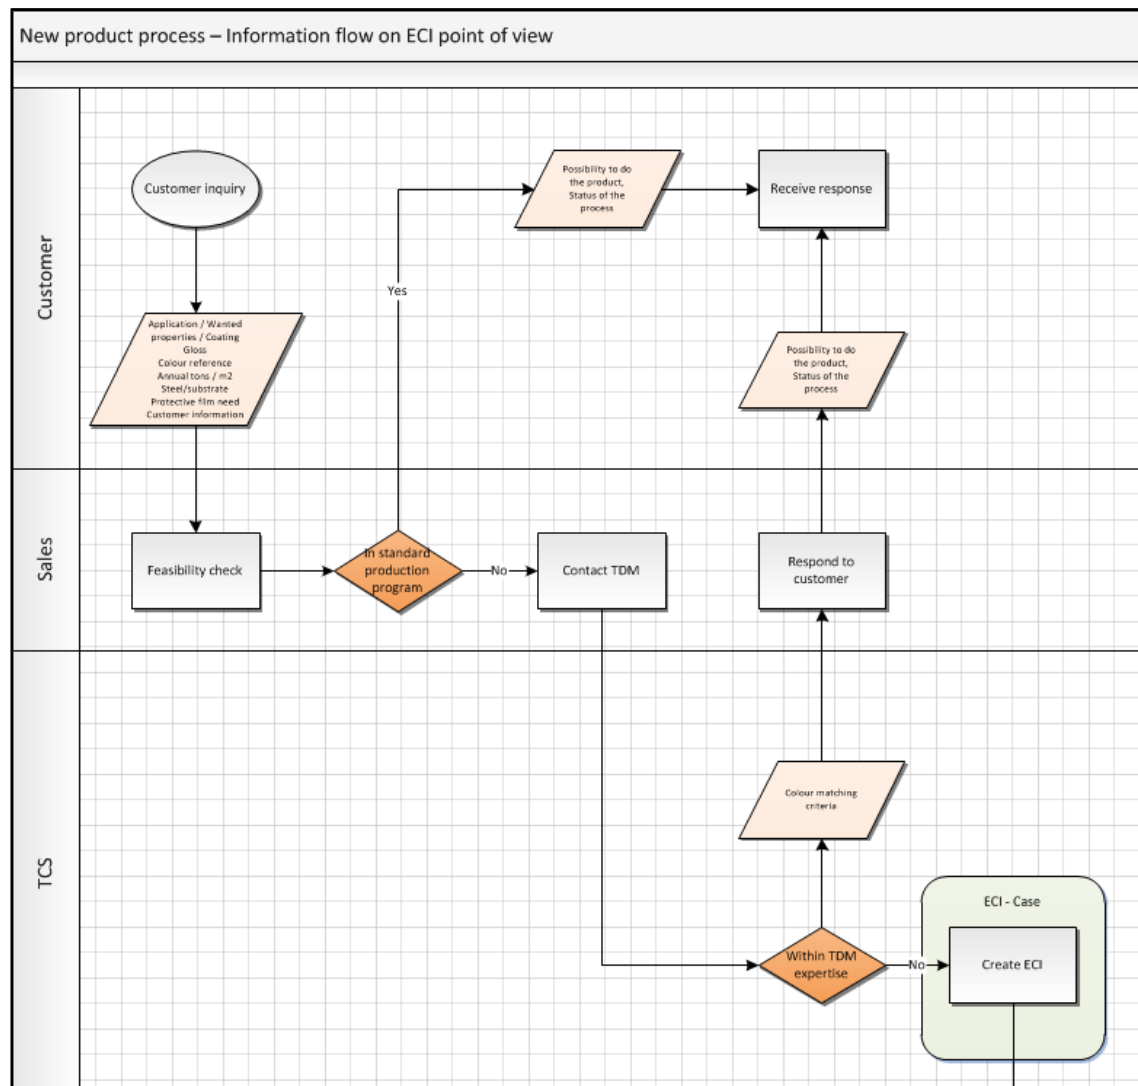 New product process – Information flow on ECI point of view
Customer
Customer inquiry
Possibility to do
the product,
Status of the
process
Receive response
Yes
Application / Wanted
properties / Coating
Gloss
Colour reference
Annual tons / m2
Steel/substrate
Protective film need
Customer information
Possibility to do
the product,
Status of the
process
Sales
Feasibility check
In standard
production
program
No
Contact TDM
Respond to
customer
TCS
Colour matching
criteria
ECI - Case
Within TDM
expertise
No
Create ECI